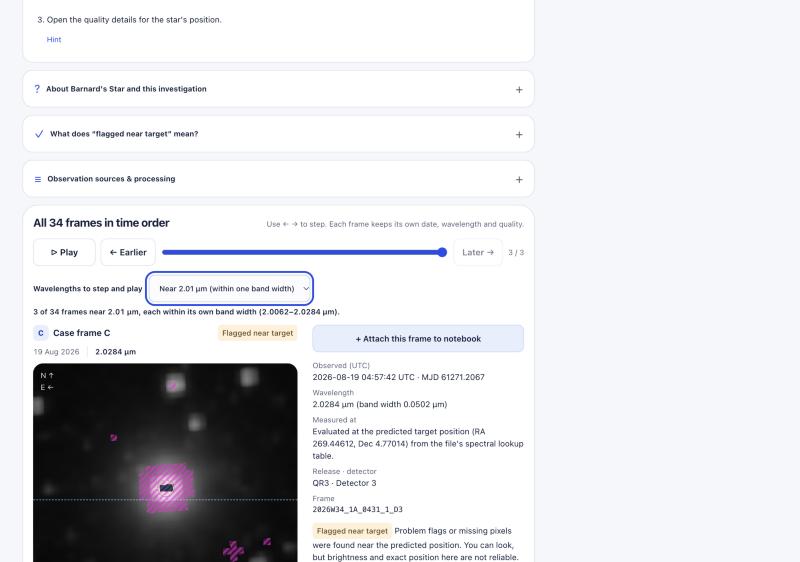 3. Open the quality details for the star's position.
Hint
? About Barnard's Star and this investigation +
What does "flagged near target" mean? +
Observation sources & processing +
All 34 frames in time order
Use ← → to step. Each frame keeps its own date, wavelength and quality.
▷ Play
← Earlier
Later →
3 / 3
Wavelengths to step and play
Near 2.01 µm (within one band width)
3 of 34 frames near 2.01 µm, each within its own band width (2.0062–2.0284 µm).
C Case frame C
Flagged near target
19 Aug 2026 | 2.0284 µm
N ↑
E ←
+ Attach this frame to notebook
Observed (UTC)
2026-08-19 04:57:42 UTC · MJD 61271.2067
Wavelength
2.0284 µm (band width 0.0502 µm)
Measured at
Evaluated at the predicted target position (RA
269.44612, Dec 4.77014) from the file's spectral lookup
table.
Release · detector
QR3 · Detector 3
Frame
2026W34_1A_0431_1_D3
Flagged near target Problem flags or missing pixels
were found near the predicted position. You can look,
but brightness and exact position here are not reliable.